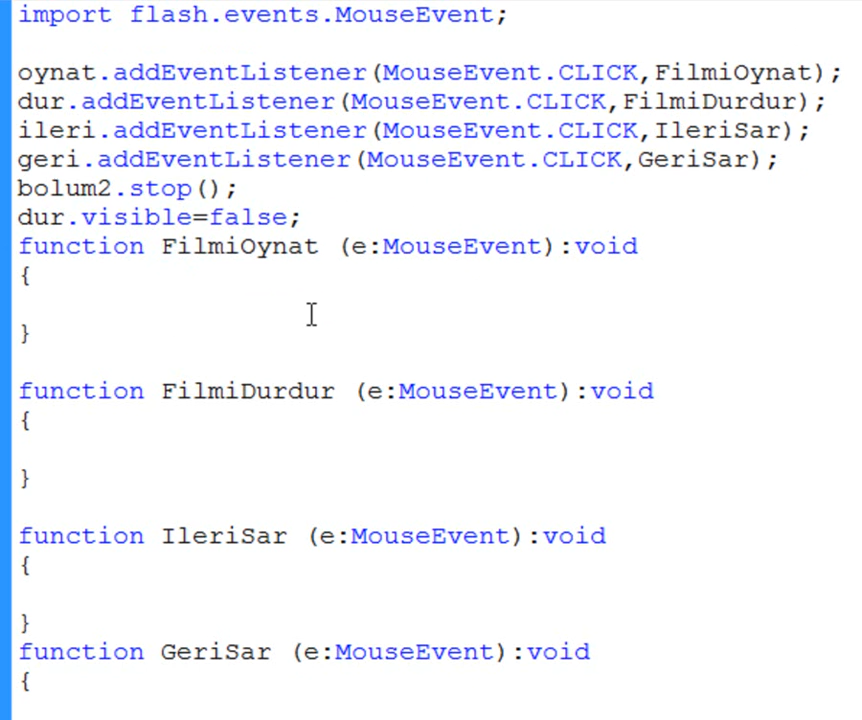 import flash.events.MouseEvent;
oynat.addEventListener(MouseEvent.CLICK,FilmiOynat);
dur.addEventListener(MouseEvent.CLICK,FilmiDurdur);
ileri.addEventListener(MouseEvent.CLICK,IleriSar);
geri.addEventListener(MouseEvent.CLICK,GeriSar);
bolum2.stop();
dur.visible=false;
function FilmiOynat (e:MouseEvent):void
{
}
function FilmiDurdur (e:MouseEvent):void
{
}
function IleriSar (e:MouseEvent):void
{
}
function GeriSar (e:MouseEvent):void
{